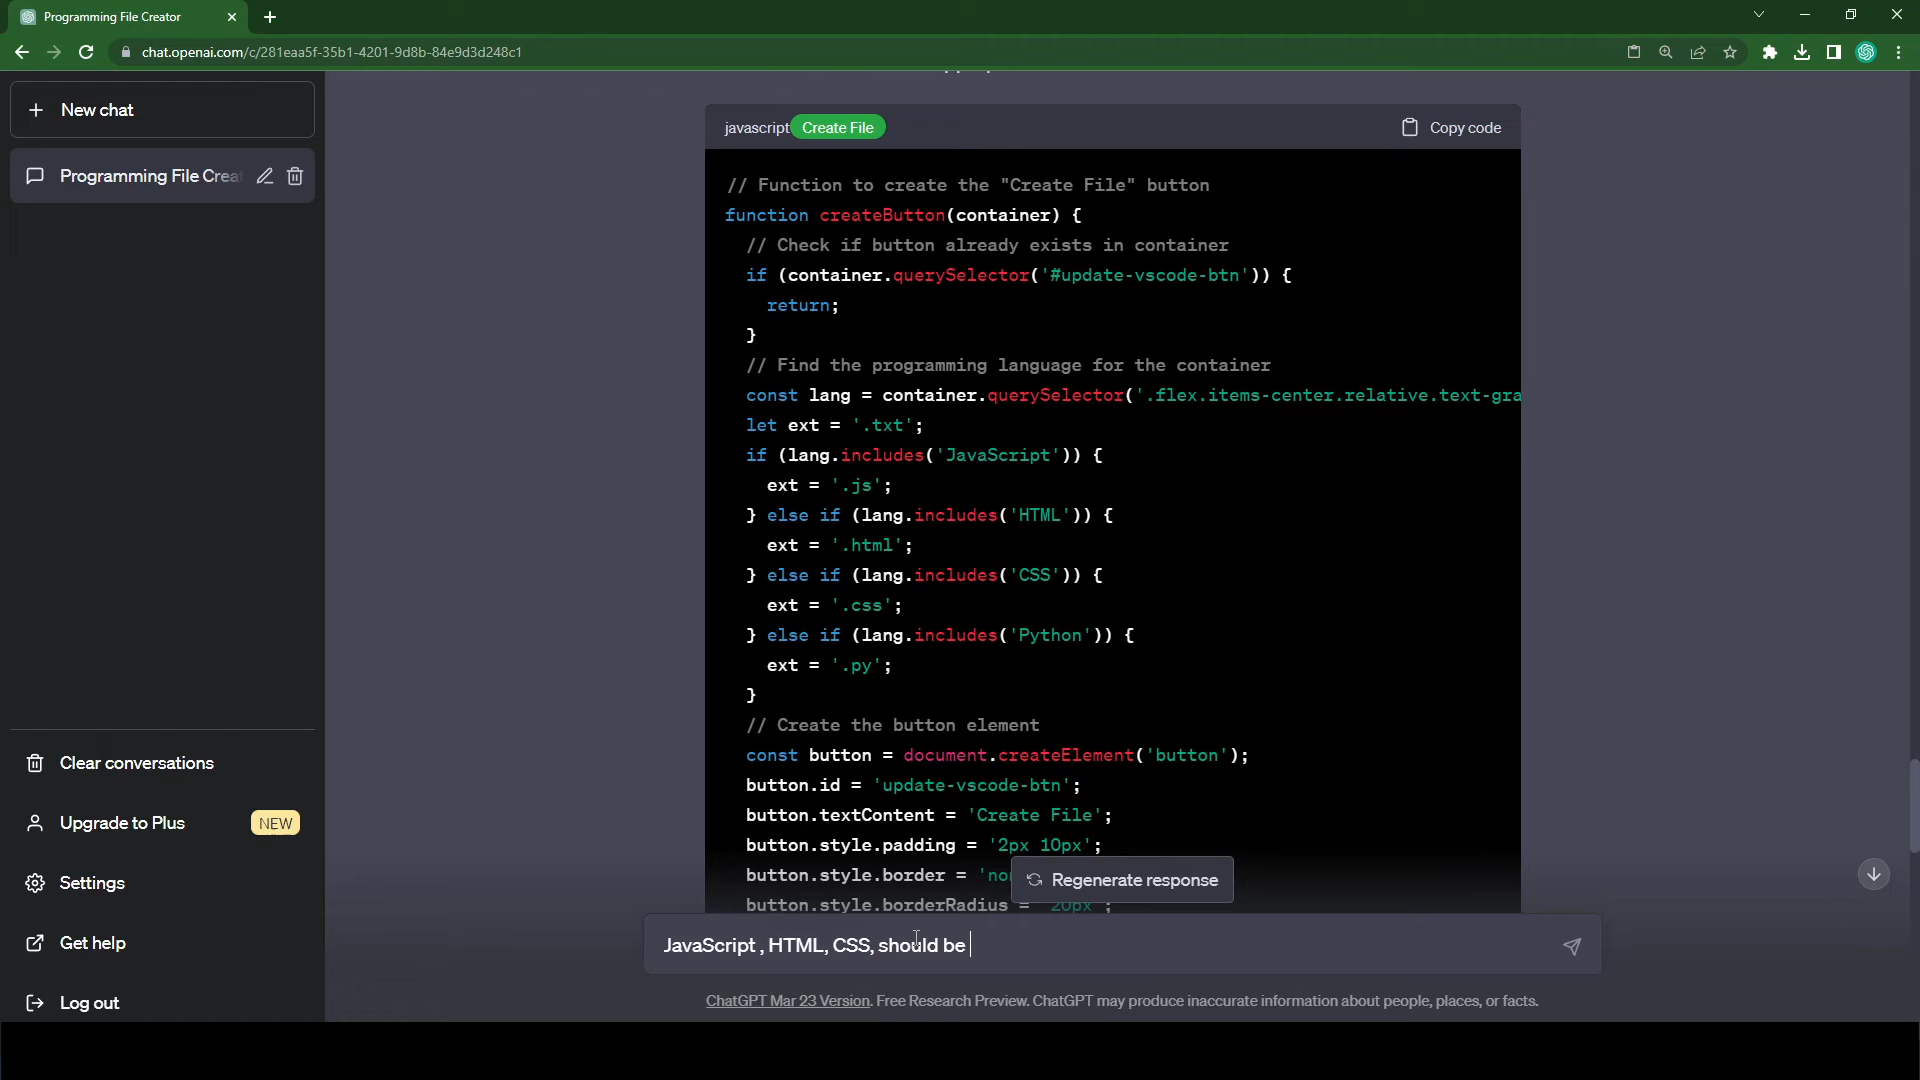 Programming File Creator
chat.openai.com/c/281eaa5f-35b1-4201-9d8b-84e9d3d248c1
New chat
Programming File Crea
Clear conversations
Upgrade to Plus NEW
Settings
Get help
Log out
javascript Create File Copy code
// Function to create the "Create File" button
function createButton(container) {
// Check if button already exists in container
if (container.querySelector('#update-vscode-btn')) {
return;
}
// Find the programming language for the container
const lang = container.querySelector('.flex.items-center.relative.text-gra
let ext = '.txt';
if (lang.includes('JavaScript')) {
ext = '.js';
} else if (lang.includes('HTML')) {
ext = '.html';
} else if (lang.includes('CSS')) {
ext = '.css';
} else if (lang.includes('Python')) {
ext = '.py';
}
// Create the button element
const button = document.createElement('button');
button.id = 'update-vscode-btn';
button.textContent = 'Create File';
button.style.padding = '2px 10px';
button.style.border = 'no
Regenerate response
button.style.borderRadius = '20px';
JavaScript , HTML, CSS, should be
ChatGPT Mar 23 Version. Free Research Preview. ChatGPT may produce inaccurate information about people, places, or facts.